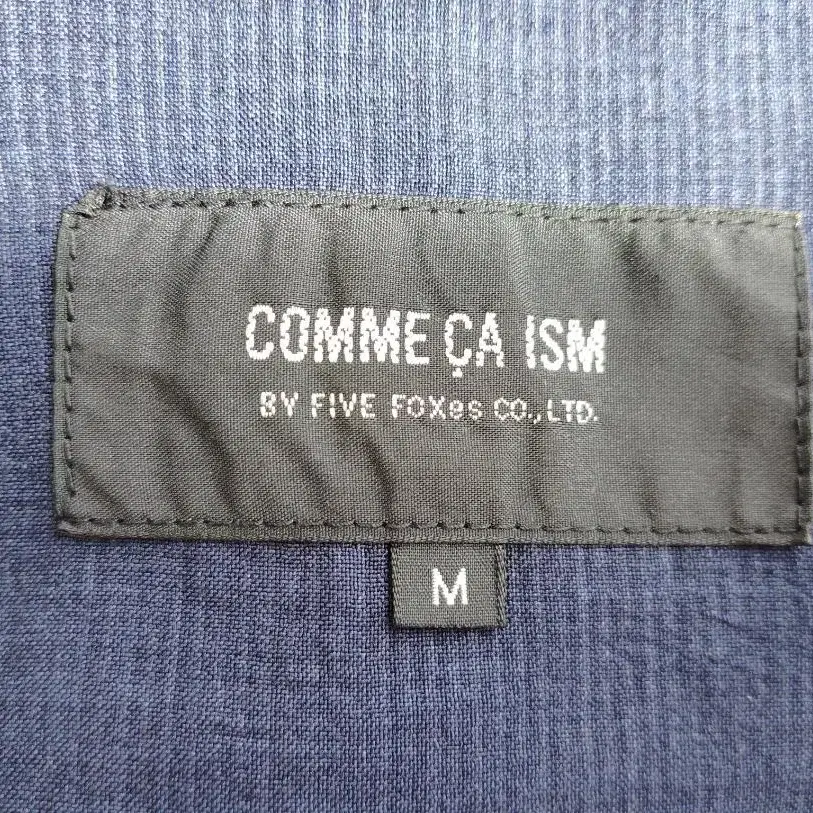 COMME ÇA ISM
BY FIVE FOXes CO.,LTD.
M